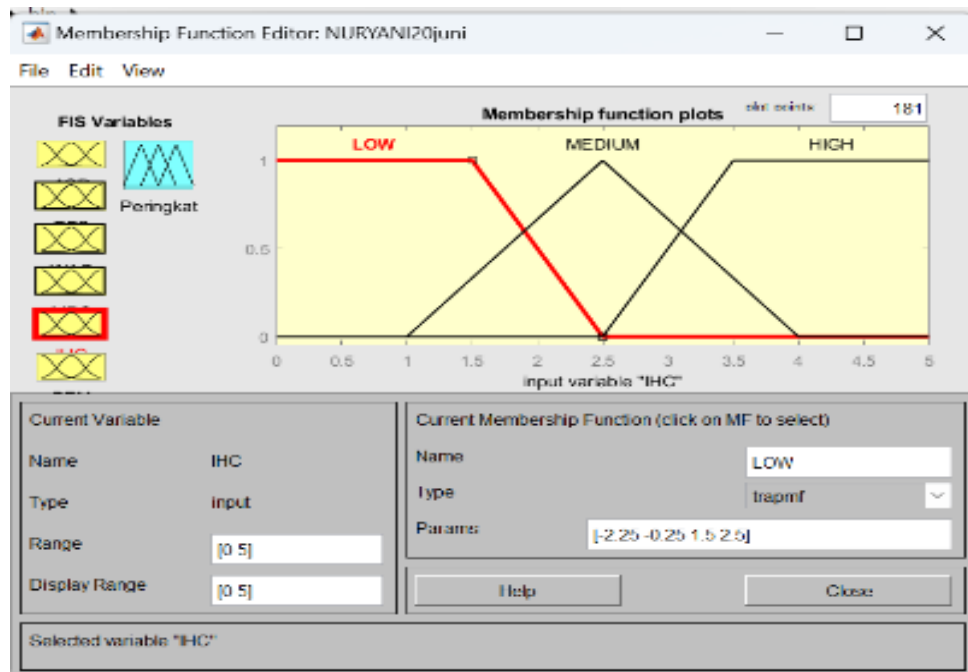 Membership Function Editor: NURYANI20juni
File Edit View
FIS Variables
Peringkat
IHC
Membership function plots
plot points:
181
LOW
MEDIUM
HIGH
1
0.5
0
0 0.5 1 1.5 2 2.5 3 3.5 4 4.5 5
input variable "IHC"
Current Variable
Name IHC
Type input
Range [0 5]
Display Range [0 5]
Current Membership Function (click on MF to select)
Name LOW
Type trapmf
Params [-2.25 -0.25 1.5 2.5]
Help
Close
Selected variable "IHC"